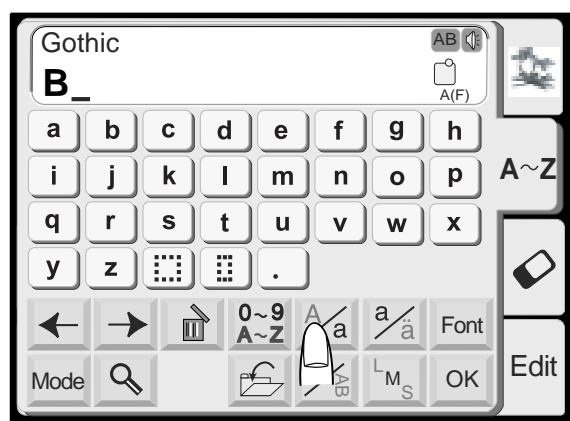 Gothic
AB
B_
A(F)
a b c d e f g h
i j k l m n o p
A~Z
q r s t u v w x
y z .
0~9
A~Z
A/a
a/ä
Font
Mode
AB
L M S
OK
Edit